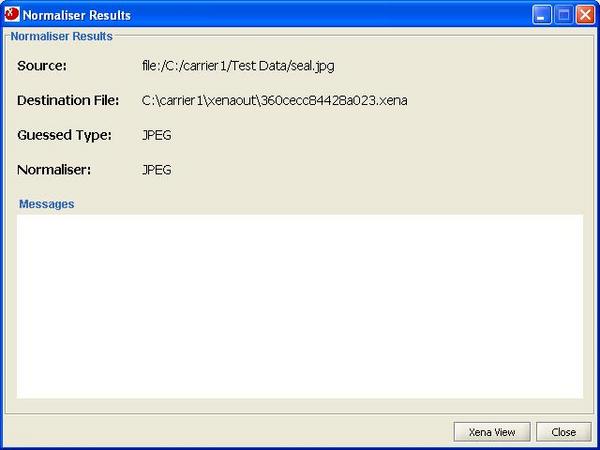 Normaliser Results
Normaliser Results
Source: file:/C:/carrier1/Test Data/seal.jpg
Destination File: C:\carrier1\xenaout\360cecc84428a023.xena
Guessed Type: JPEG
Normaliser: JPEG
Messages
Xena View Close